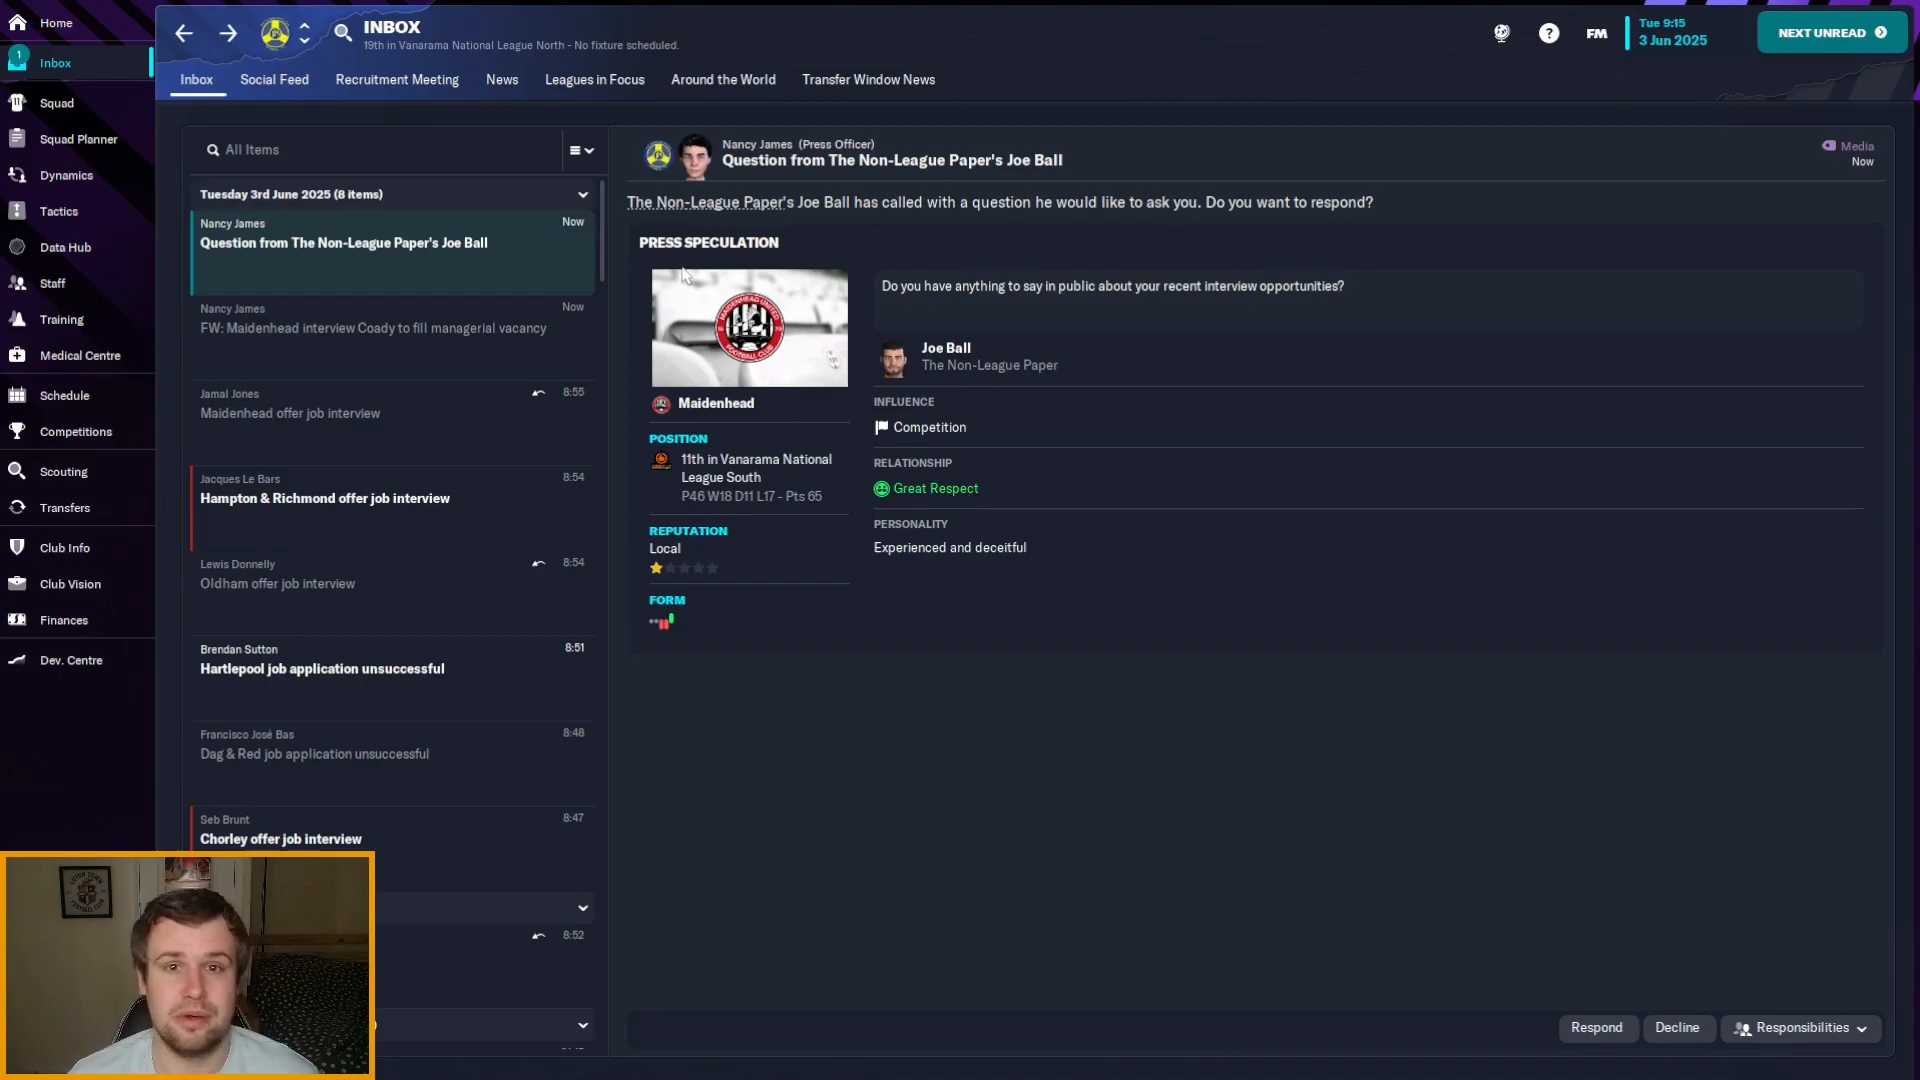 Home
1
Inbox
Squad
Squad Planner
Dynamics
Tactics
Data Hub
Staff
Training
Medical Centre
Schedule
Competitions
Scouting
Transfers
Club Info
Club Vision
Finances
Dev. Centre
INBOX
19th in Vanarama National League North - No fixture scheduled.
FM
Tue 9:15
3 Jun 2025
NEXT UNREAD
Inbox
Social Feed
Recruitment Meeting
News
Leagues in Focus
Around the World
Transfer Window News
All Items
Tuesday 3rd June 2025 (8 items)
Nancy James
Now
Question from The Non-League Paper's Joe Ball
Nancy James
Now
FW: Maidenhead interview Coady to fill managerial vacancy
Jamal Jones
8:55
Maidenhead offer job interview
Jacques Le Bars
8:54
Hampton & Richmond offer job interview
Lewis Donnelly
8:54
Oldham offer job interview
Brendan Sutton
8:51
Hartlepool job application unsuccessful
Francisco José Bas
8:48
Dag & Red job application unsuccessful
Seb Brunt
8:47
Chorley offer job interview
8:52
Nancy James (Press Officer)
Question from The Non-League Paper's Joe Ball
Media
Now
The Non-League Paper's Joe Ball has called with a question he would like to ask you. Do you want to respond?
PRESS SPECULATION
MAIDENHEAD UNITED
FOOTBALL CLUB
Maidenhead
POSITION
11th in Vanarama National
League South
P46 W18 D11 L17 - Pts 65
REPUTATION
Local
FORM
Do you have anything to say in public about your recent interview opportunities?
Joe Ball
The Non-League Paper
INFLUENCE
Competition
RELATIONSHIP
Great Respect
PERSONALITY
Experienced and deceitful
Respond
Decline
Responsibilities
LUTON TOWN
FOOTBALL CLUB